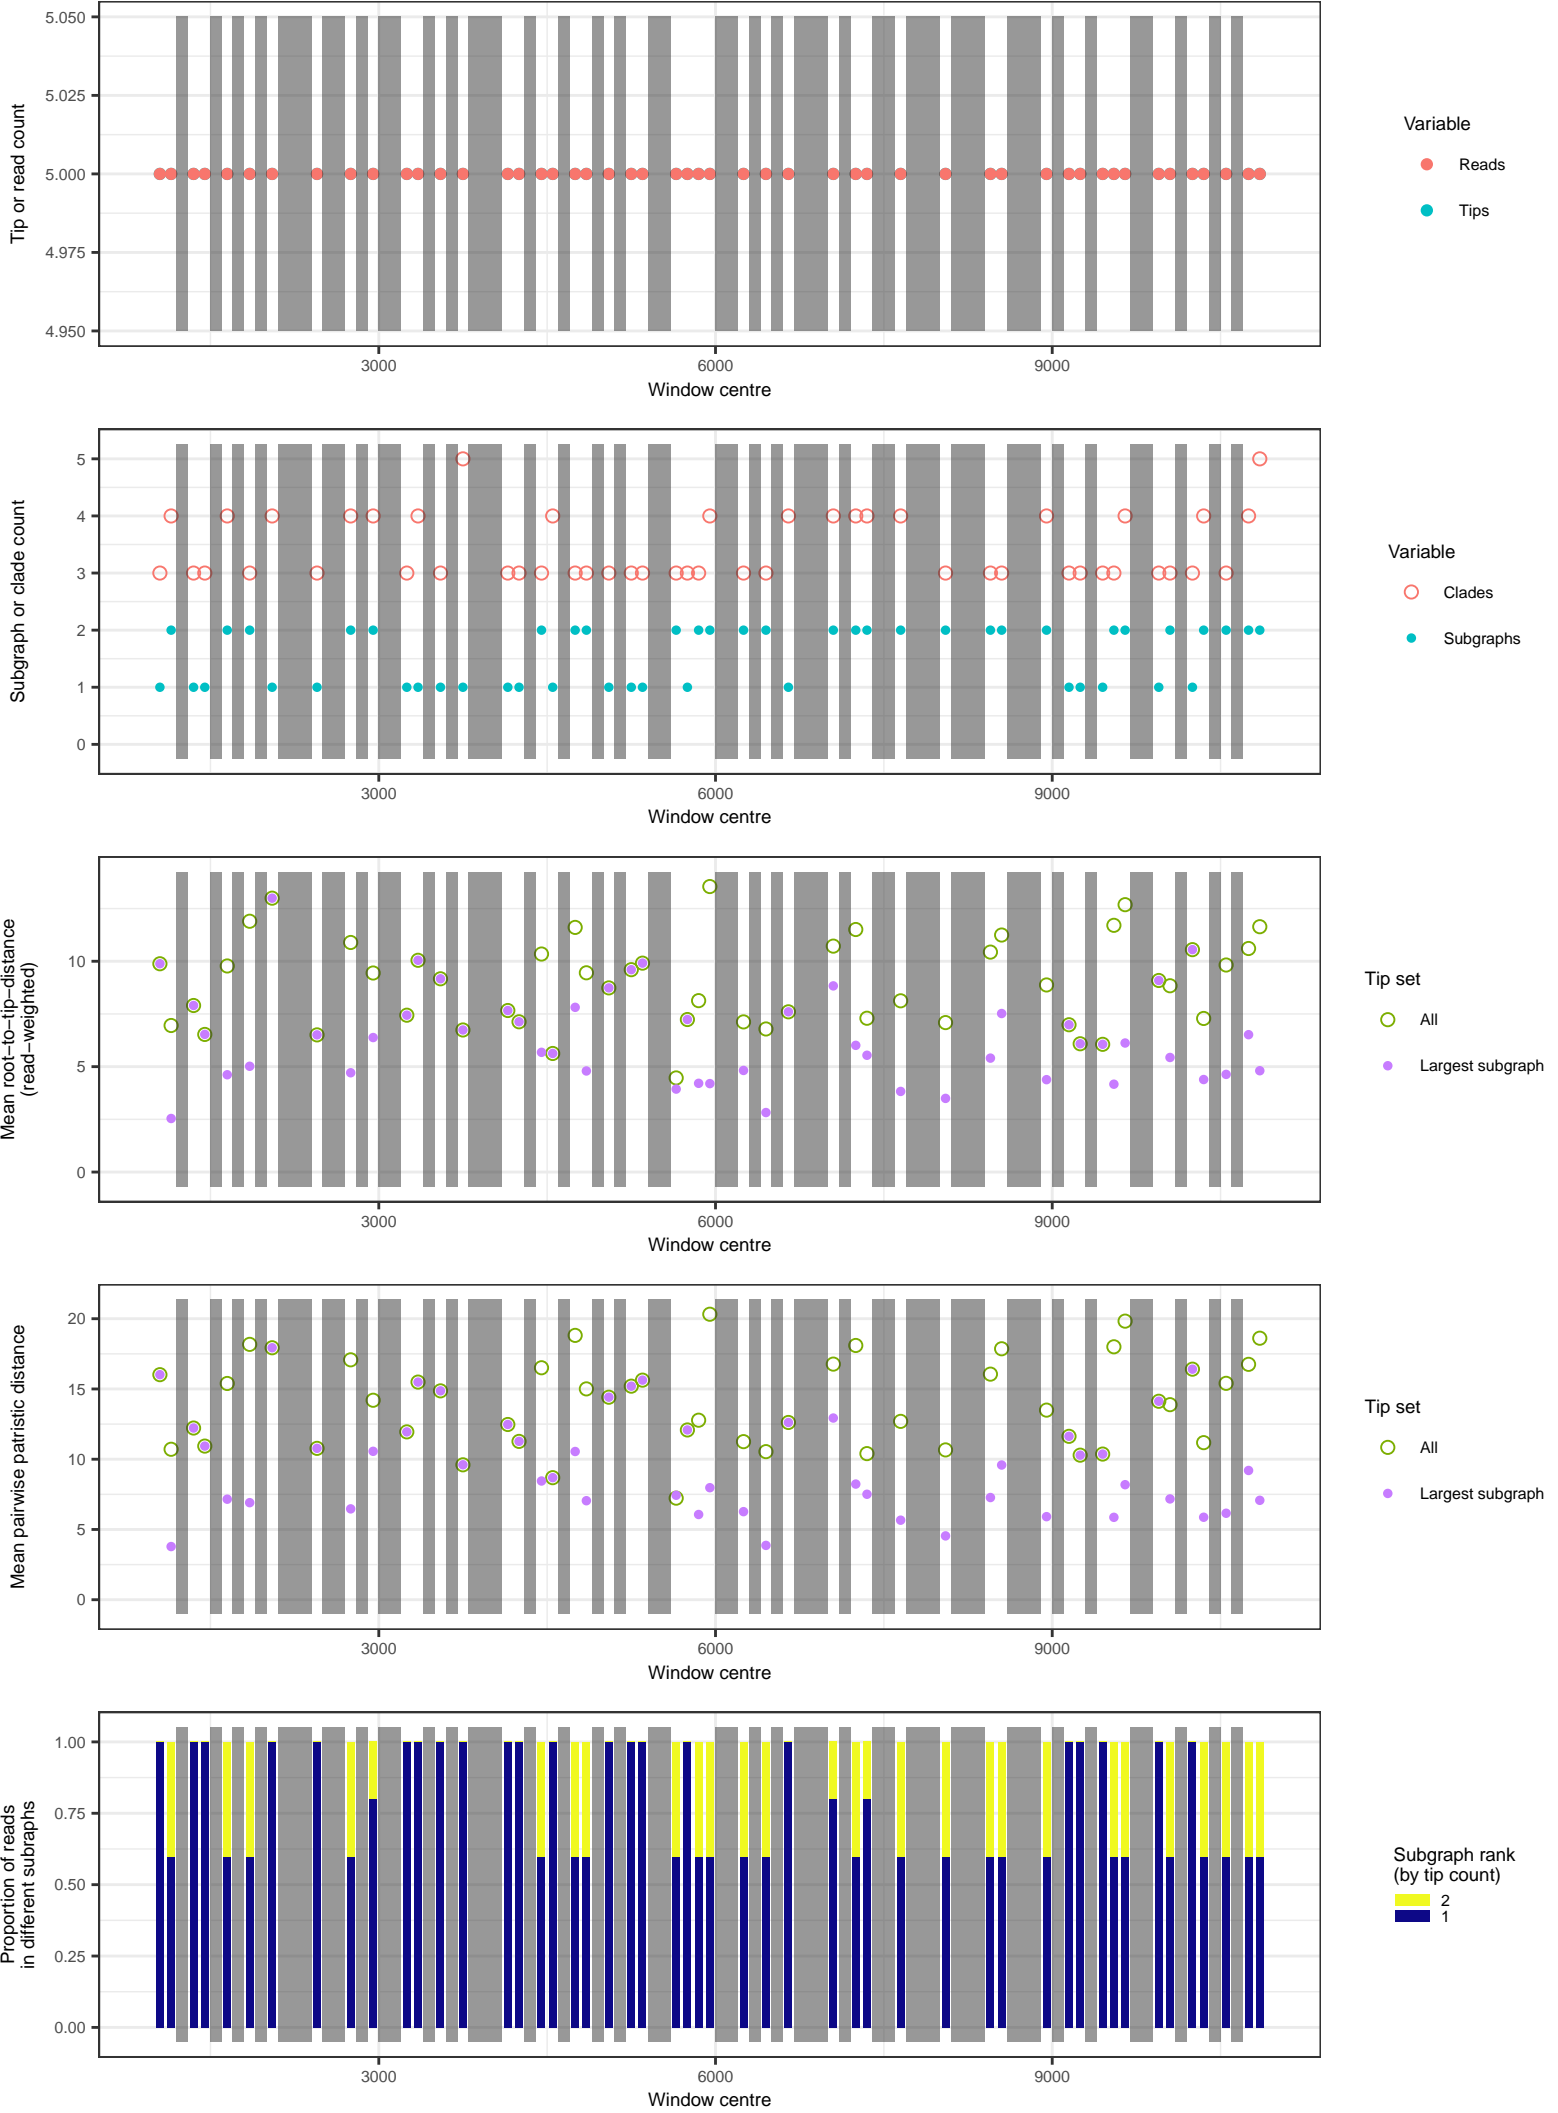 5.050
5.025
5.000
4.975
4.950
Tip or read count
3000 6000 9000
Window centre
Variable
Reads
Tips
5
4
3
2
1
0
Subgraph or clade count
3000 6000 9000
Window centre
Variable
Clades
Subgraphs
10
5
0
Mean root−to−tip−distance
(read−weighted)
3000 6000 9000
Window centre
Tip set
All
Largest subgraph
20
15
10
5
0
Mean pairwise patristic distance
3000 6000 9000
Window centre
Tip set
All
Largest subgraph
1.00
0.75
0.50
0.25
0.00
Proportion of reads
in different subraphs
3000 6000 9000
Window centre
Subgraph rank
(by tip count)
2
1